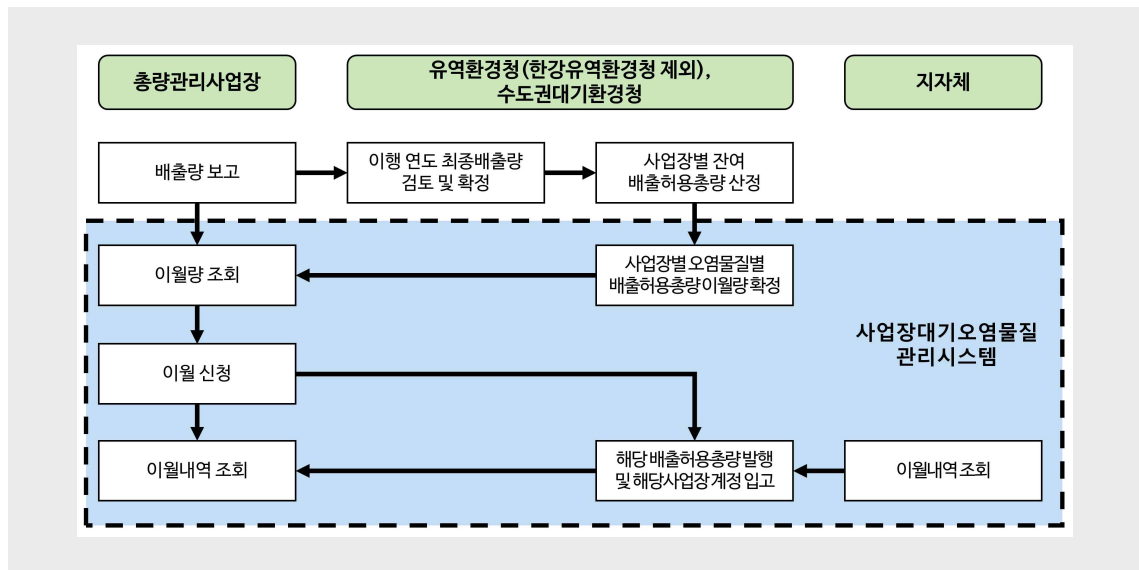 총량관리사업장
유역환경청(한강유역환경청 제외),
수도권대기환경청
지자체
배출량 보고
이행 연도 최종배출량
검토 및 확정
사업장별 잔여
배출허용총량 산정
이월량 조회
사업장별 오염물질별
배출허용총량 이월량 확정
사업장대기오염물질
관리시스템
이월 신청
이월내역 조회
해당 배출허용총량 발행
및 해당사업장 계정 입고
이월내역 조회